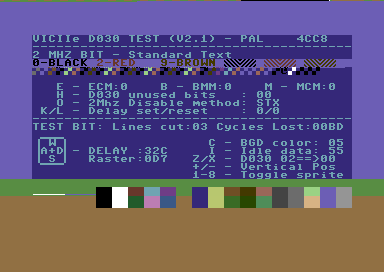 VICIIe D030 TEST (V2.1) - PAL 4CC8
2 MHZ BIT - Standard Text
0-BLACK 2-RED 9-BROWN
E - ECM:0 B - BMM:0 M - MCM:0
H - D030 unused bits : 00
O - 2Mhz Disable method: STX
K/L - Delay set/reset : 0/0
TEST BIT: Lines cut:03 Cycles Lost:00BD
W C - BGD color: 05
A+D - DELAY :32C I - Idle data: 55
S Raster:0D7 Z/X - D030 02==>00
+/- - Vertical Pos
1-8 - Toggle sprite